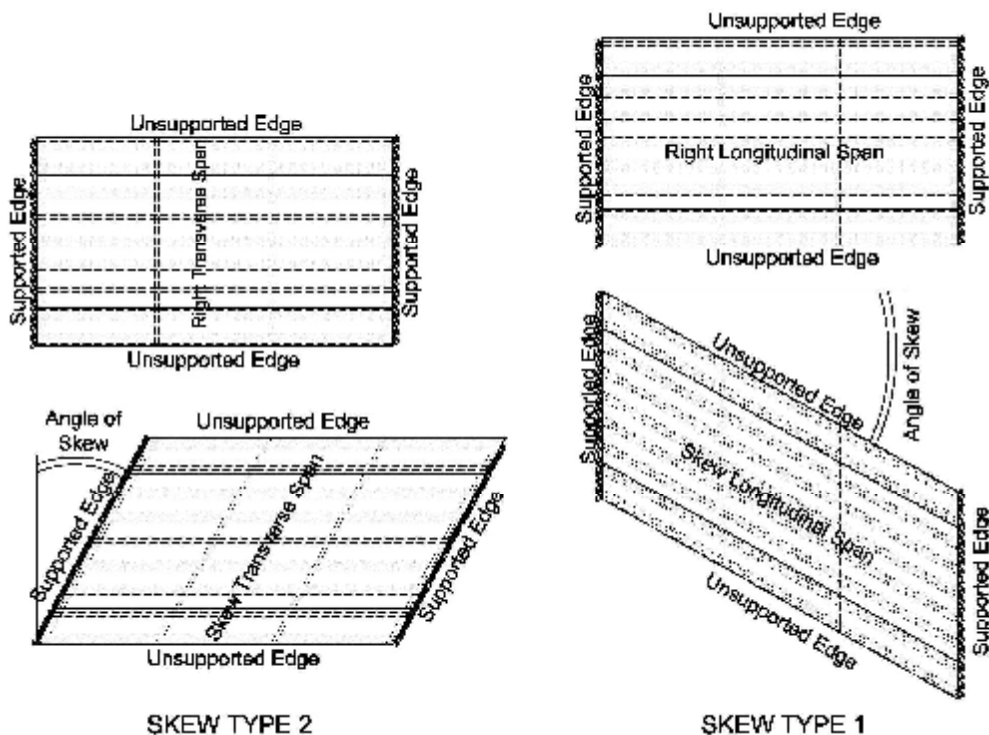 Unsupported Edge
Supported Edge
Right Transverse Span
Supported Edge
Unsupported Edge
Angle of
Skew
Unsupported Edge
Supported Edge
Skew Transverse Span
Supported Edge
Unsupported Edge
SKEW TYPE 2
Unsupported Edge
Supported Edge
Right Longitudinal Span
Supported Edge
Unsupported Edge
Supported Edge
Unsupported Edge
Angle of Skew
Skew Longitudinal Span
Supported Edge
Unsupported Edge
SKEW TYPE 1